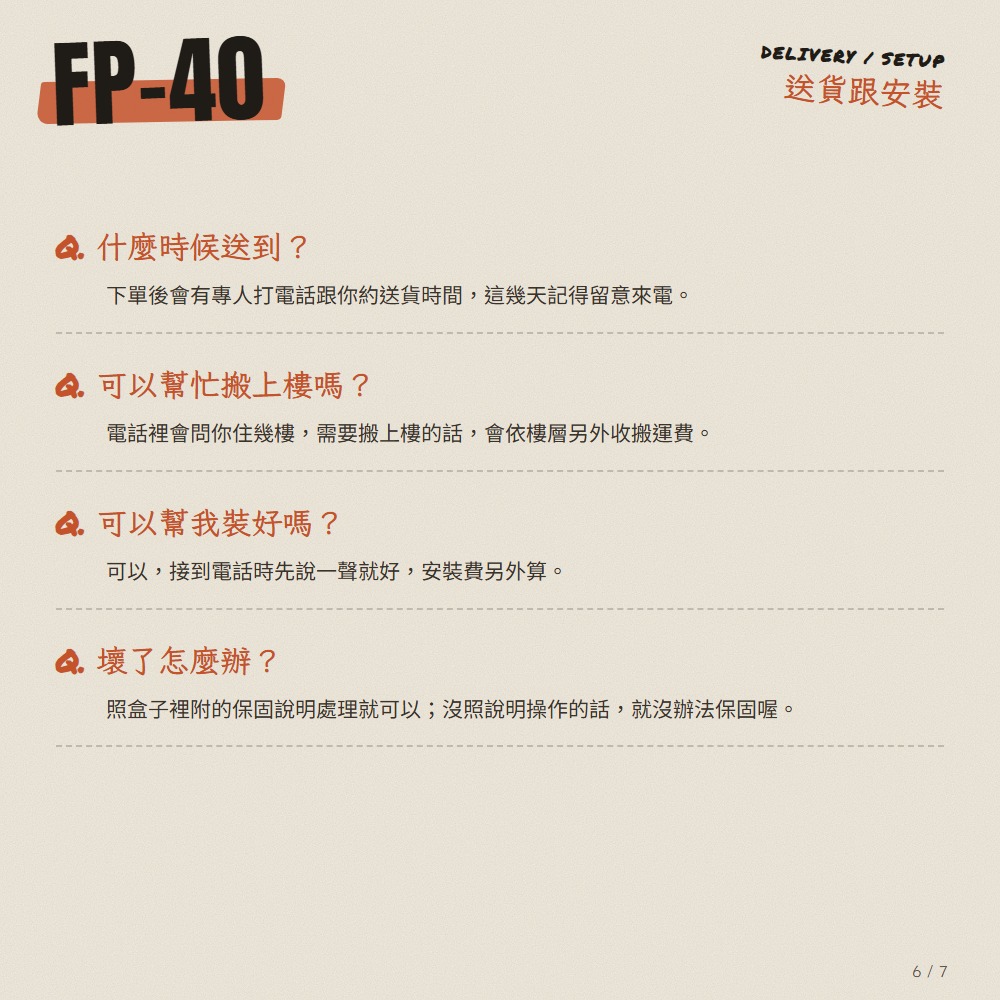 FP-40
DELIVERY / SETUP
送貨跟安裝
Q. 什麼時候送到？
下單後會有專人打電話跟你約送貨時間，這幾天記得留意來電。
Q. 可以幫忙搬上樓嗎？
電話裡會問你住幾樓，需要搬上樓的話，會依樓層另外收搬運費。
Q. 可以幫我裝好嗎？
可以，接到電話時先說一聲就好，安裝費另外算。
Q. 壞了怎麼辦？
照盒子裡附的保固說明處理就可以；沒照說明操作的話，就沒辦法保固喔。
6 / 7